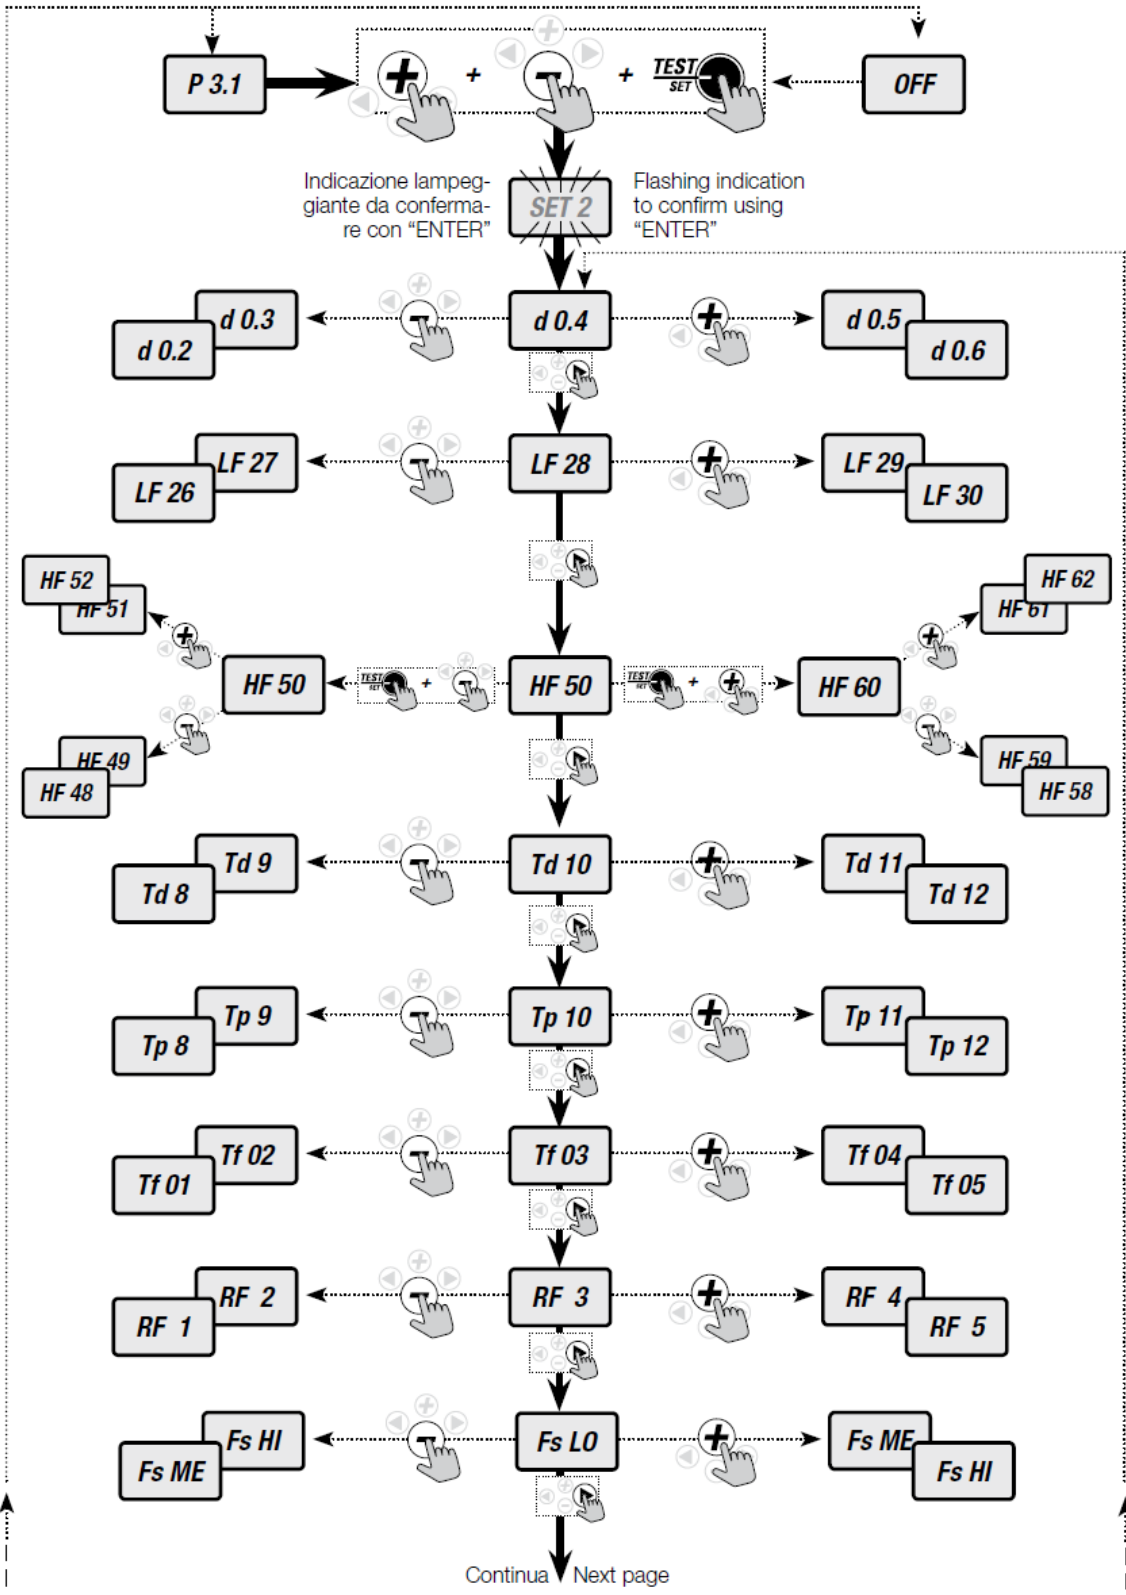 P 3.1
+
-
+
+
TEST
SET
OFF
Indicazione lampeg-
giante da conferma-
re con “ENTER”
SET 2
Flashing indication
to confirm using
“ENTER”
d 0.3
d 0.2
d 0.4
d 0.5
d 0.6
LF 27
LF 26
LF 28
LF 29
LF 30
HF 52
HF 51
HF 62
HF 61
HF 50
TEST
SET
+
HF 50
TEST
SET
+
HF 60
HF 49
HF 48
HF 59
HF 58
Td 9
Td 8
Td 10
Td 11
Td 12
Tp 9
Tp 8
Tp 10
Tp 11
Tp 12
Tf 02
Tf 01
Tf 03
Tf 04
Tf 05
RF 2
RF 1
RF 3
RF 4
RF 5
Fs HI
Fs ME
Fs LO
Fs ME
Fs HI
Continua
Next page